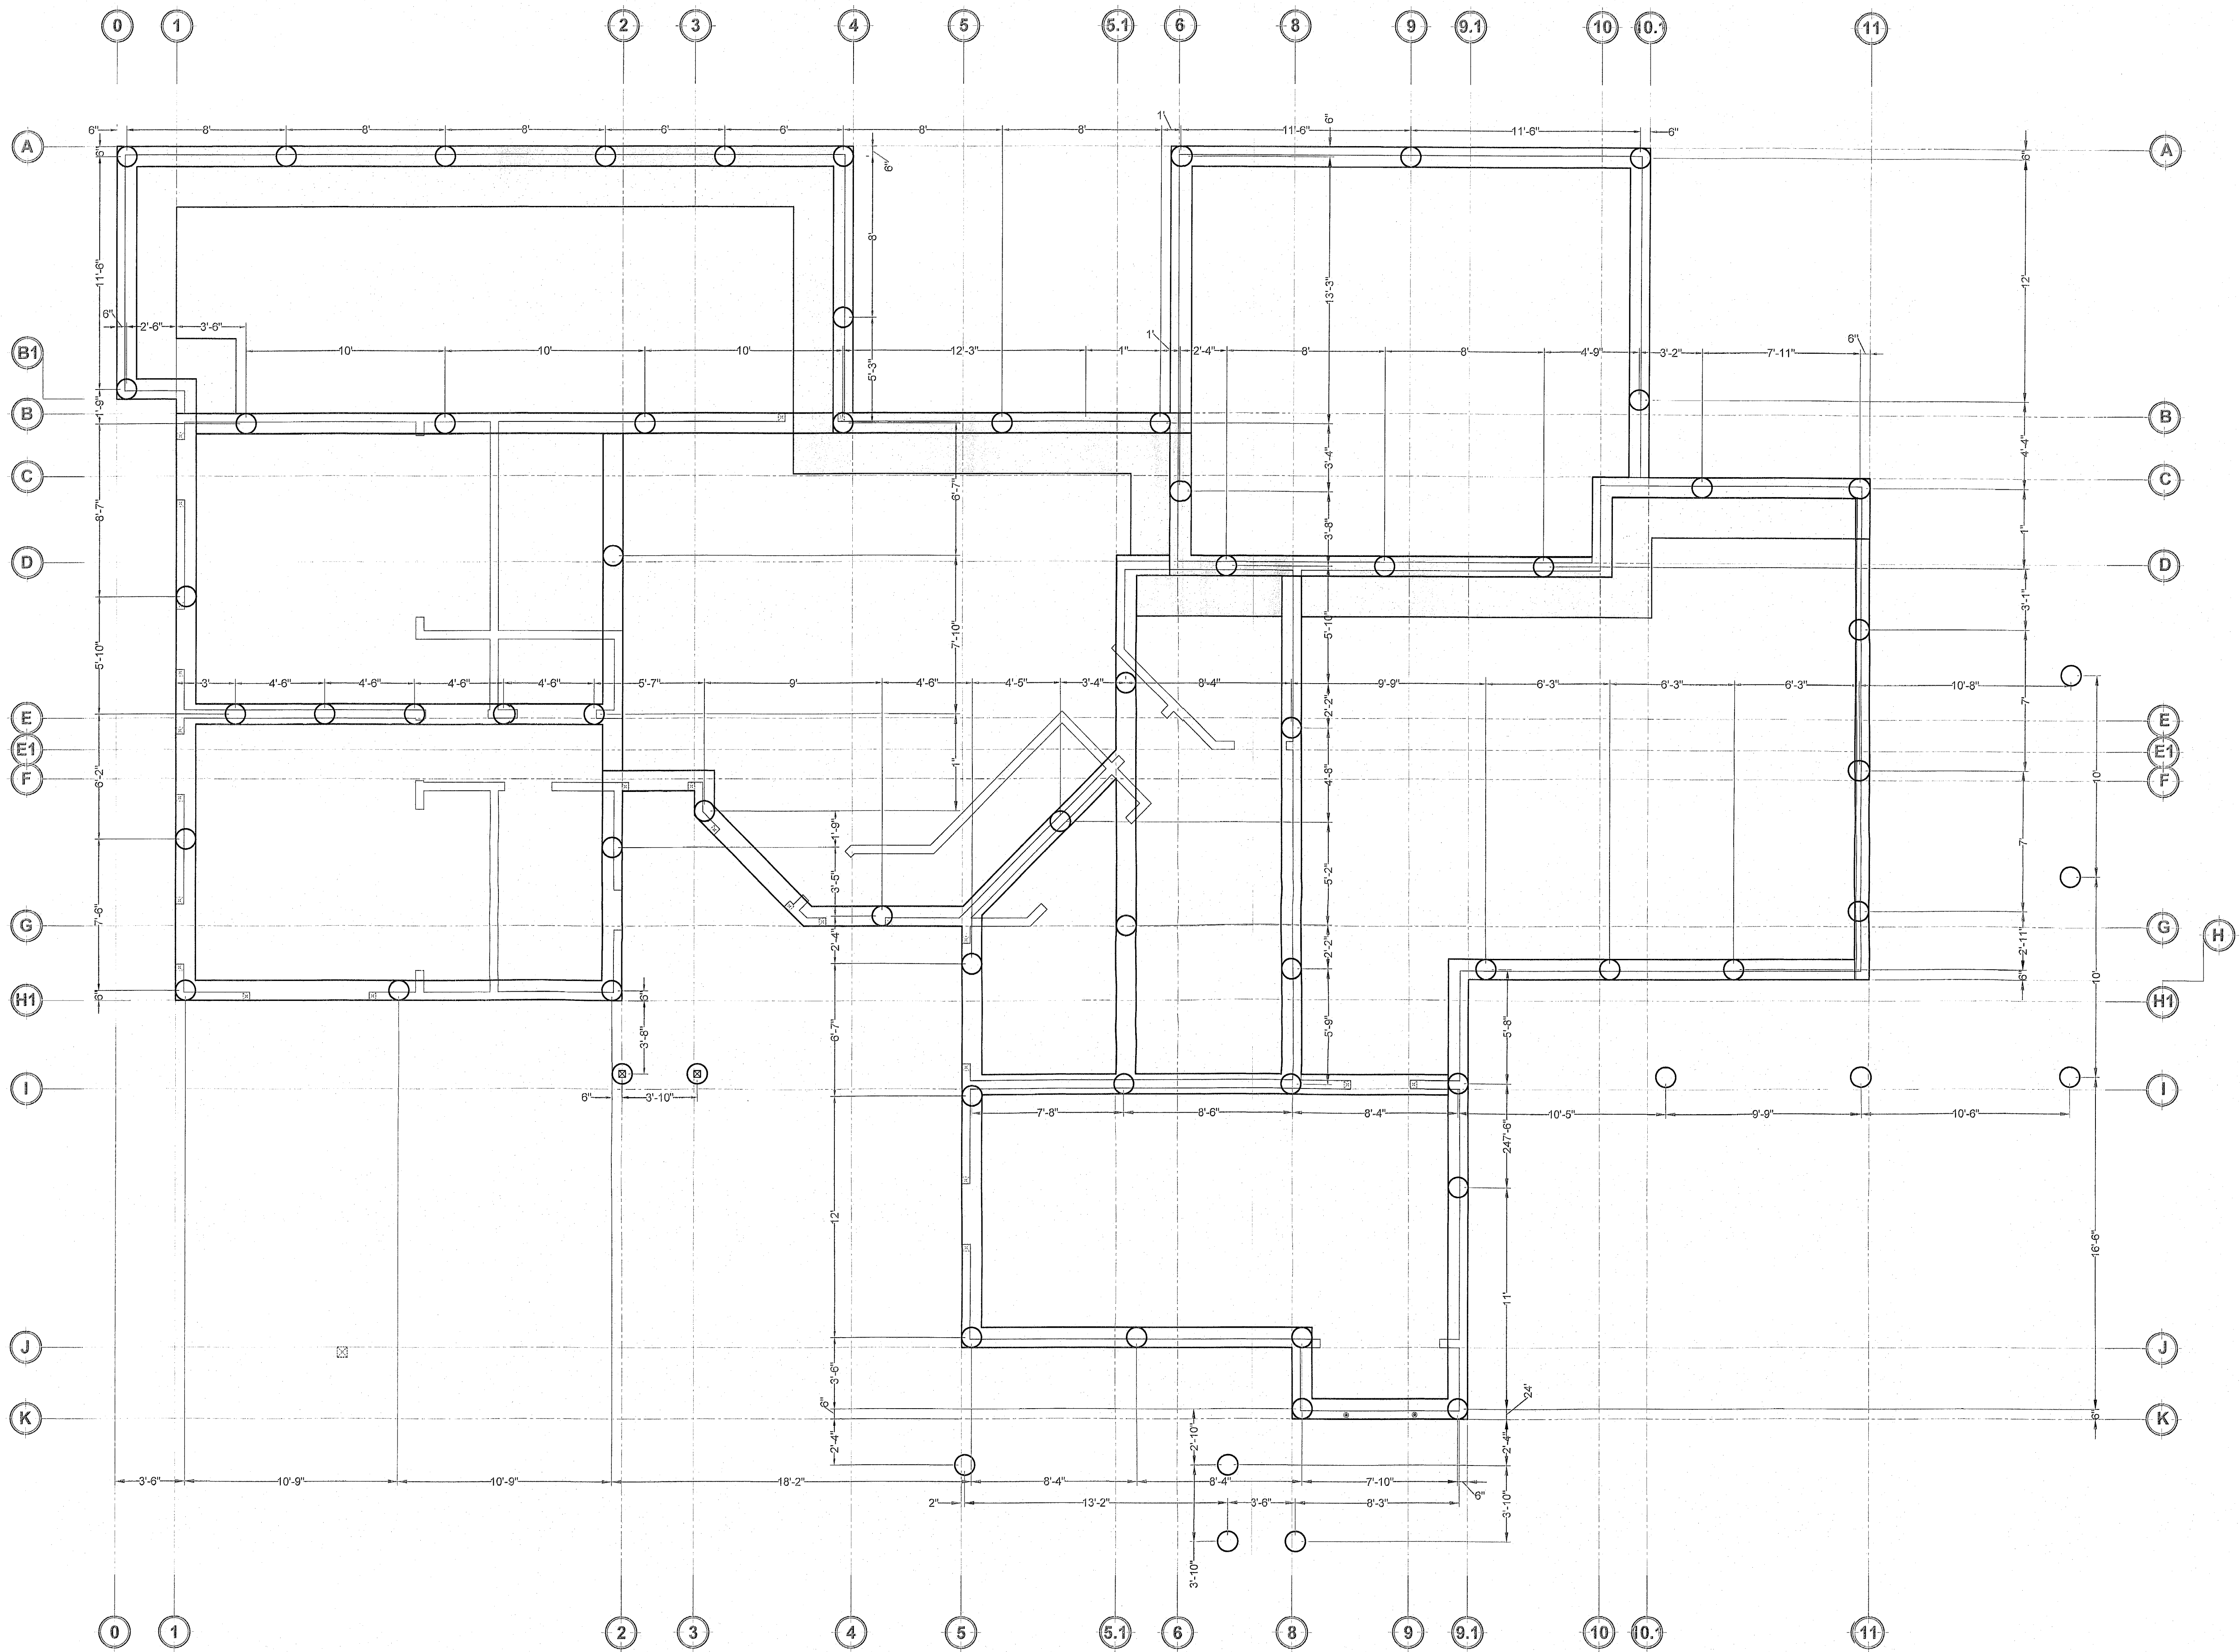 0 1 2 3 4 5 5.1 6 8 9 9.1 10 10.1 11
6" 8' 8' 8' 6' 6' 8' 8' 1' 11'-6" 6" 11'-6" 6"
A 6" 6" 6" A
11'-6" 8' 13'-3" 12'
6" 2'-6" 3'-6" 1' 6"
B1 10' 10' 10' 12'-3" 1" 2'-4" 8' 8' 4'-9" 3'-2" 7'-11"
5'-3"
1'-9"
B B
3'-4" 4'-4"
C C
8'-7" 6'-7" 3'-8" 1"
D D
3'-1"
5'-10" 7'-10" 5'-10"
3' 4'-6" 4'-6" 4'-6" 4'-6" 5'-7" 9' 4'-6" 4'-5" 3'-4" 8'-4" 9'-9" 6'-3" 6'-3" 6'-3" 10'-8"
2'-2" 7'
E E
E1 E1
6'-2" 1" 4'-8" 10'
F F
1'-9" 7'
3'-5" 5'-2"
7'-6"
G G
2'-4" 2'-2" 2'-11" H
6" 6" 6" 10'
H1 H1
3'-8" 6'-7" 5'-9" 5'-8"
I I
6" 3'-10" 7'-8" 8'-6" 8'-4" 10'-5" 9'-9" 10'-6"
247'-6"
12' 16'-6"
11'
J J
3'-6" 24'
6" 6"
K K
2'-4" 2'-10" 2'-4"
3'-6" 10'-9" 10'-9" 18'-2" 8'-4" 8'-4" 7'-10" 6"
2" 13'-2" 3'-6" 8'-3" 3'-10"
3'-10"
0 1 2 3 4 5 5.1 6 8 9 9.1 10 10.1 11